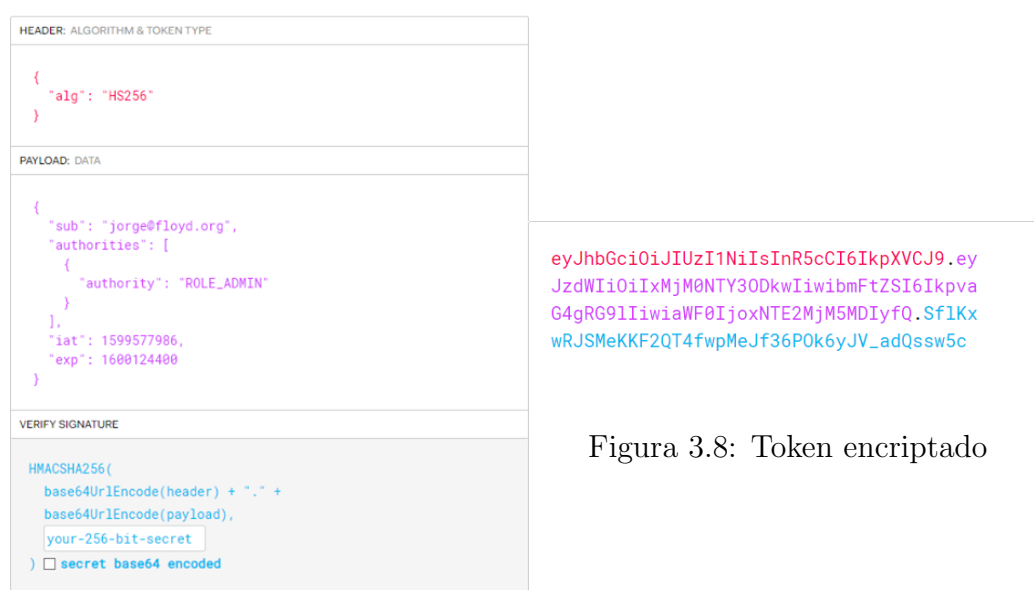 HEADER: ALGORITHM & TOKEN TYPE
{
"alg": "HS256"
}
PAYLOAD: DATA
{
"sub": "jorge@floyd.org",
"authorities": [
{
"authority": "ROLE_ADMIN"
}
],
"iat": 1599577986,
"exp": 1600124400
}
VERIFY SIGNATURE
HMACSHA256(
base64UrlEncode(header) + "." +
base64UrlEncode(payload),
your-256-bit-secret
) secret base64 encoded
eyJhbGciOiJIUzI1NiIsInR5cCI6IkpXVCJ9.ey
JzdWIiOiIxMjM0NTY3ODkwIiwibmFtZSI6Ikpva
G4gRG9lIiwiaWF0IjoxNTE2MjM5MDIyfQ.SflKx
wRJSMeKKF2QT4fwpMeJf36POk6yJV_adQssw5c
Figura 3.8: Token encriptado